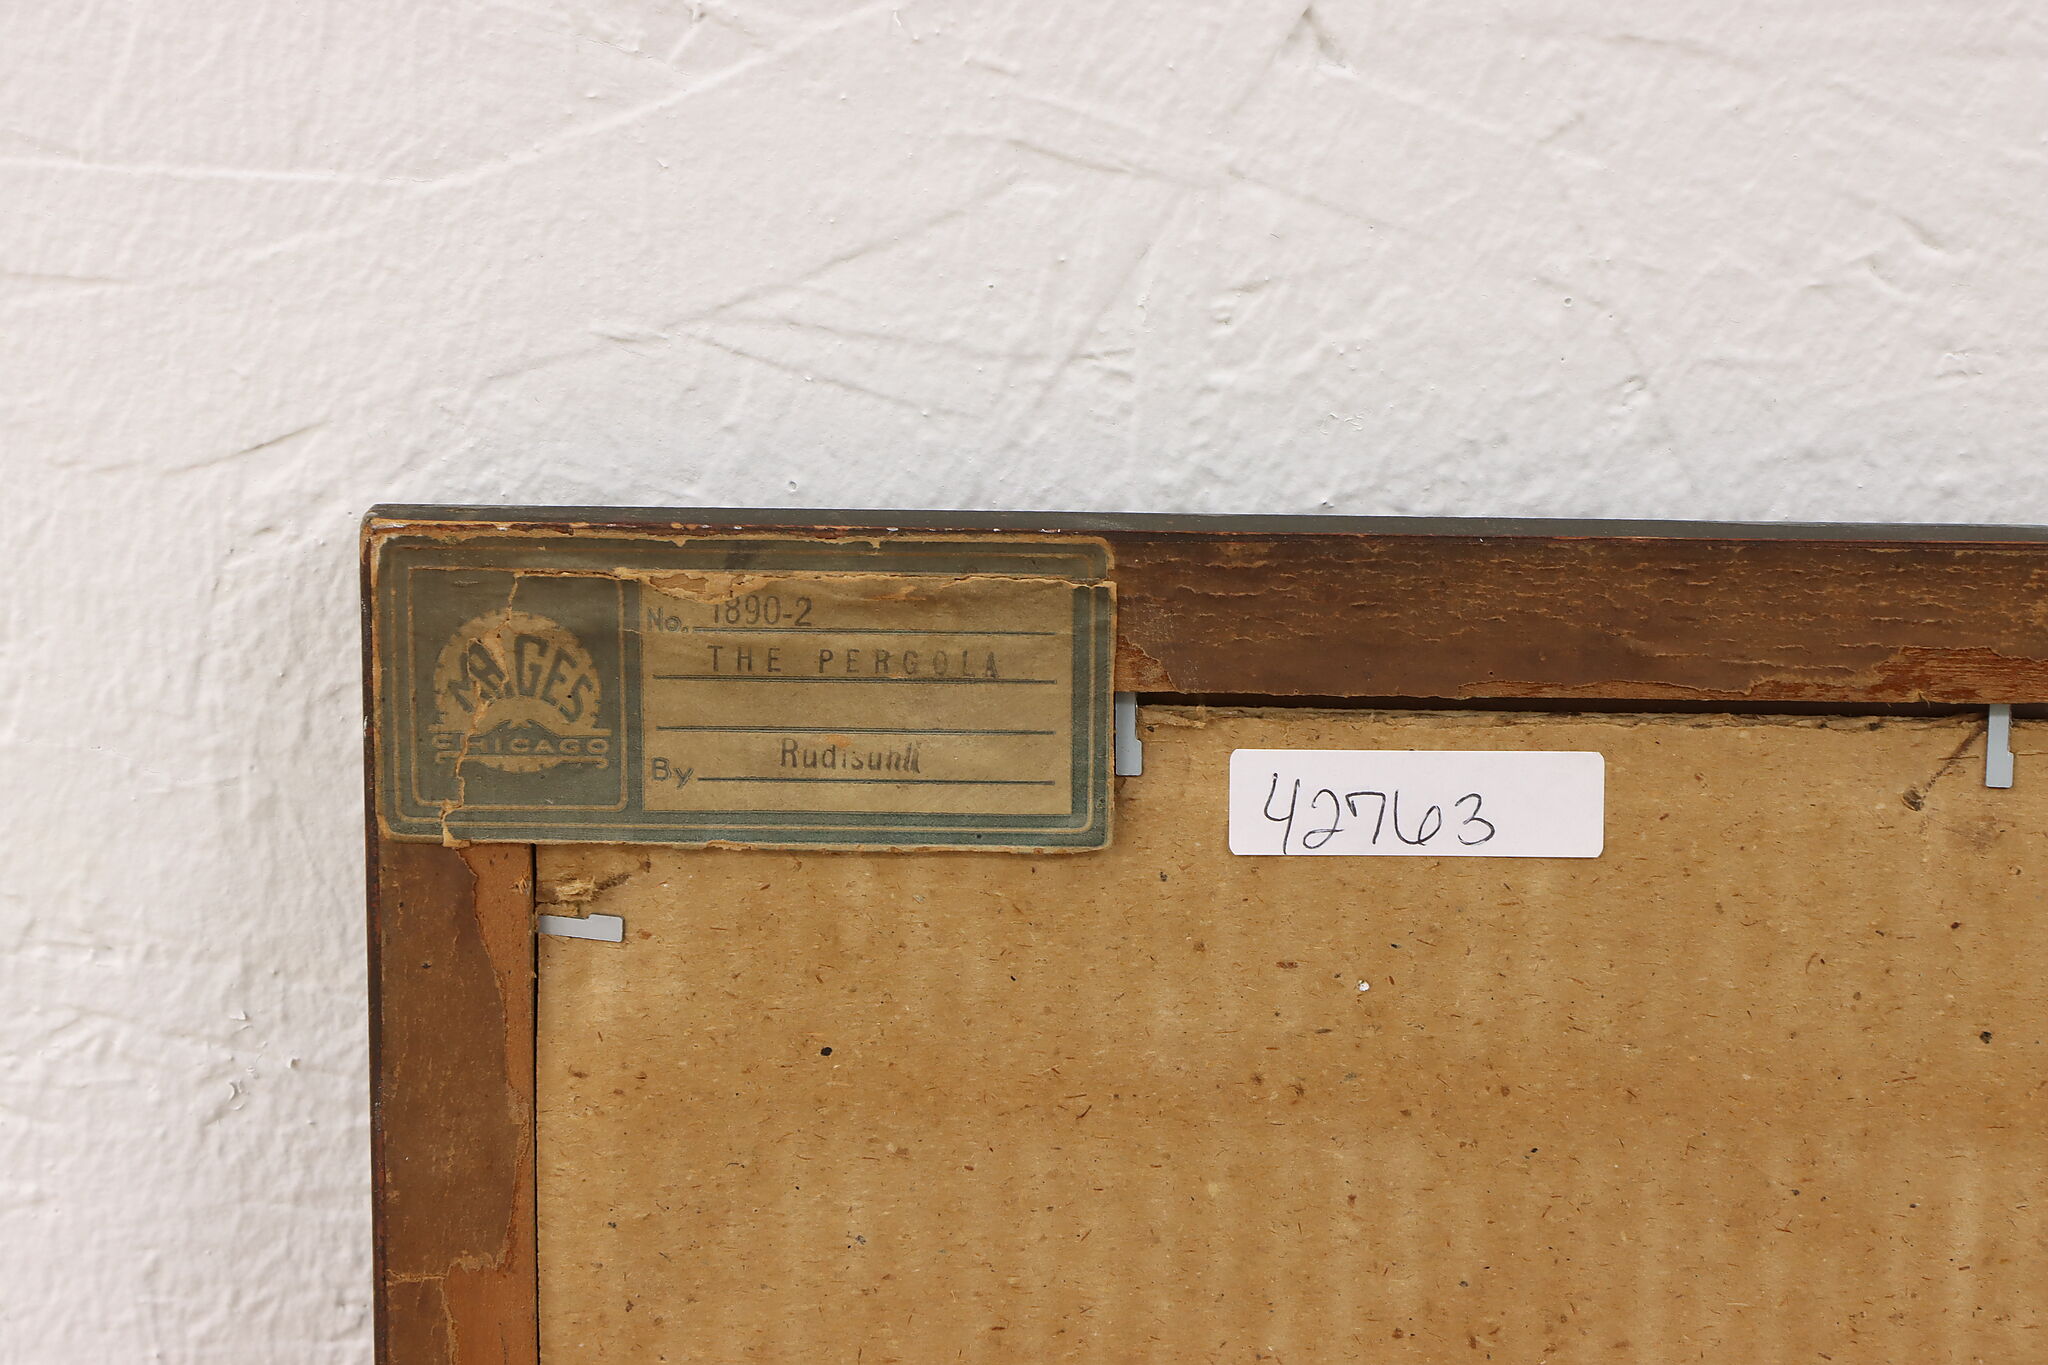 MAGES
CHICAGO
No. 1890-2
THE PERGOLA
By Rudisuhli
42763